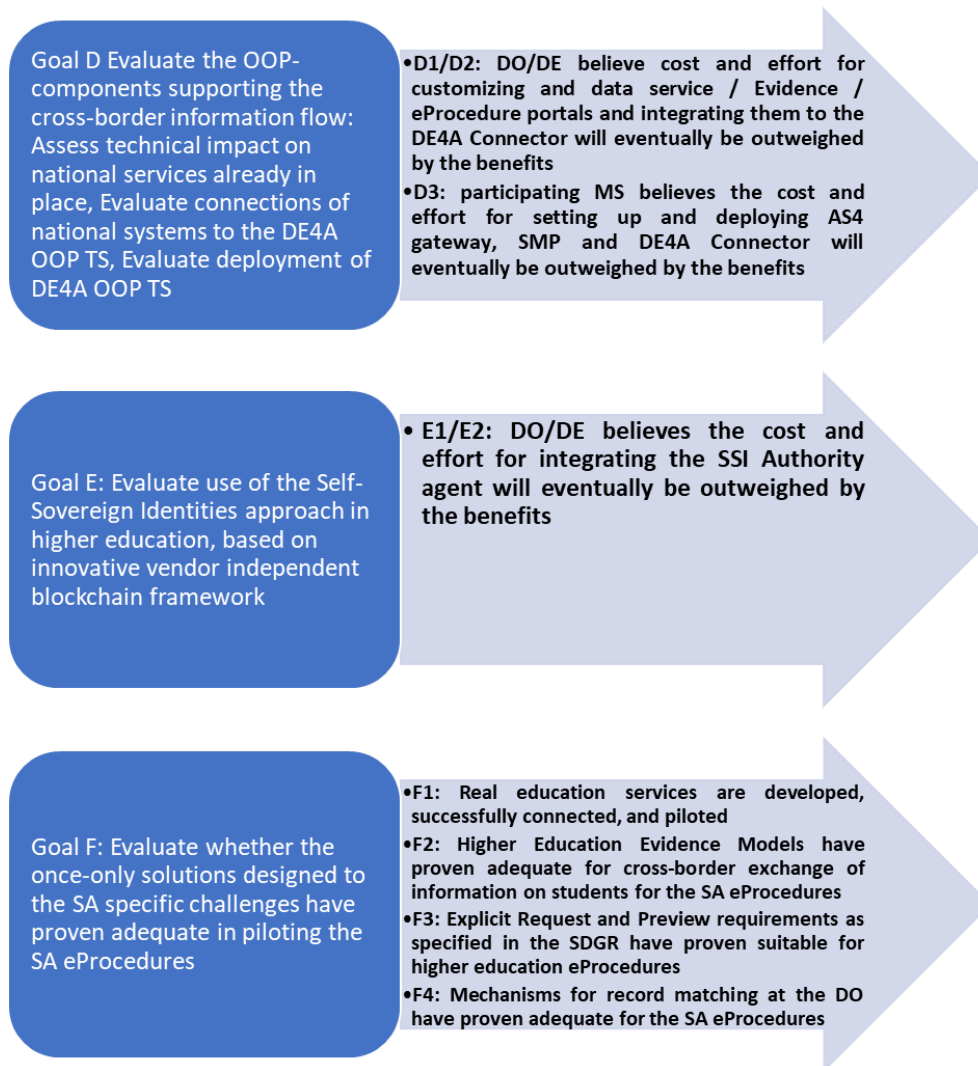 Goal D Evaluate the OOP-
components supporting the
cross-border information flow:
Assess technical impact on
national services already in
place, Evaluate connections of
national systems to the DE4A
OOP TS, Evaluate deployment of
DE4A OOP TS
•D1/D2: DO/DE believe cost and effort for
customizing and data service / Evidence /
eProcedure portals and integrating them to the
DE4A Connector will eventually be outweighed
by the benefits
•D3: participating MS believes the cost and
effort for setting up and deploying AS4
gateway, SMP and DE4A Connector will
eventually be outweighed by the benefits
Goal E: Evaluate use of the Self-
Sovereign Identities approach in
higher education, based on
innovative vendor independent
blockchain framework
• E1/E2: DO/DE believes the cost and
effort for integrating the SSI Authority
agent will eventually be outweighed by
the benefits
Goal F: Evaluate whether the
once-only solutions designed to
the SA specific challenges have
proven adequate in piloting the
SA eProcedures
•F1: Real education services are developed,
successfully connected, and piloted
•F2: Higher Education Evidence Models have
proven adequate for cross-border exchange of
information on students for the SA eProcedures
•F3: Explicit Request and Preview requirements as
specified in the SDGR have proven suitable for
higher education eProcedures
•F4: Mechanisms for record matching at the DO
have proven adequate for the SA eProcedures